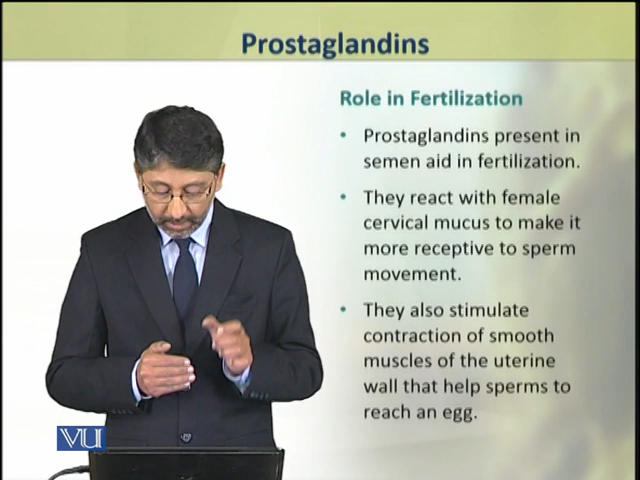 Prostaglandins
Role in Fertilization
• Prostaglandins present in
semen aid in fertilization.
• They react with female
cervical mucus to make it
more receptive to sperm
movement.
• They also stimulate
contraction of smooth
muscles of the uterine
wall that help sperms to
reach an egg.
VU